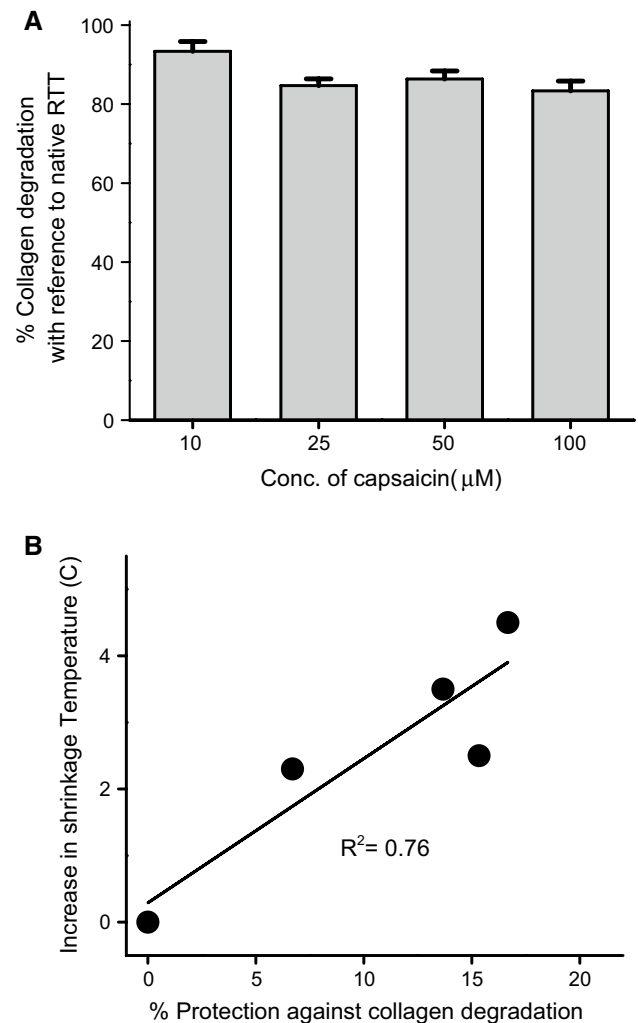 A
% Collagen degradation
with reference to native RTT
100
80
60
40
20
0
10 25 50 100
Conc. of capsaicin(μM)
B
Increase in shrinkage Temperature (C)
4
2
0
R²= 0.76
0 5 10 15 20
% Protection against collagen degradation